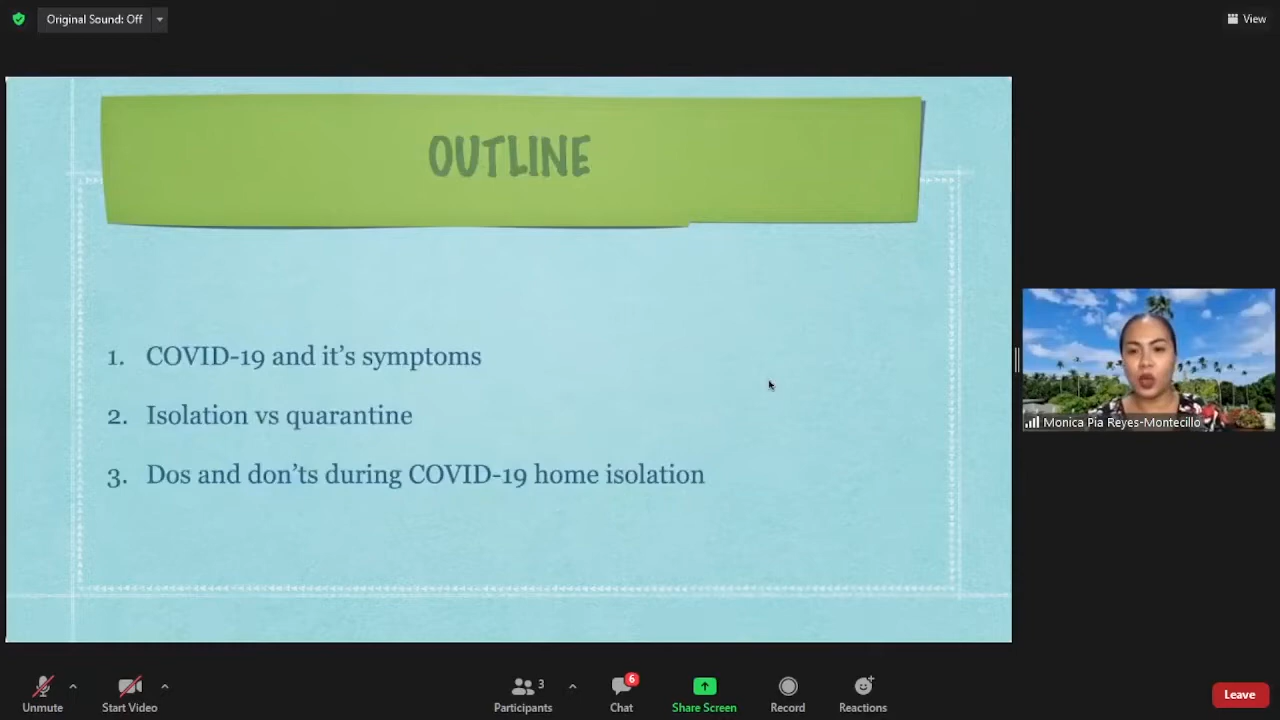 Original Sound: Off
View
OUTLINE
1. COVID-19 and it's symptoms
2. Isolation vs quarantine
3. Dos and don'ts during COVID-19 home isolation
Monica Pia Reyes-Montecillo
Unmute
Start Video
3
Participants
6
Chat
Share Screen
Record
Reactions
Leave